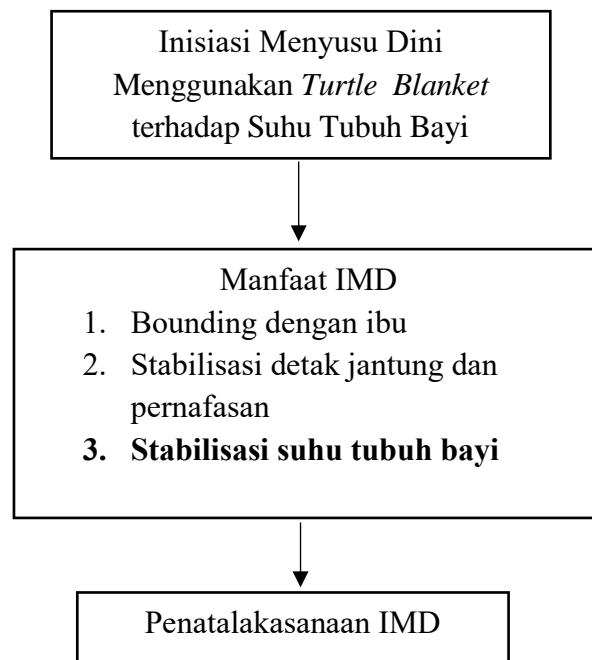 Inisiasi Menyusu Dini
Menggunakan Turtle Blanket
terhadap Suhu Tubuh Bayi
Manfaat IMD
1. Bounding dengan ibu
2. Stabilisasi detak jantung dan
pernafasan
3. Stabilisasi suhu tubuh bayi
Penatalakasanaan IMD